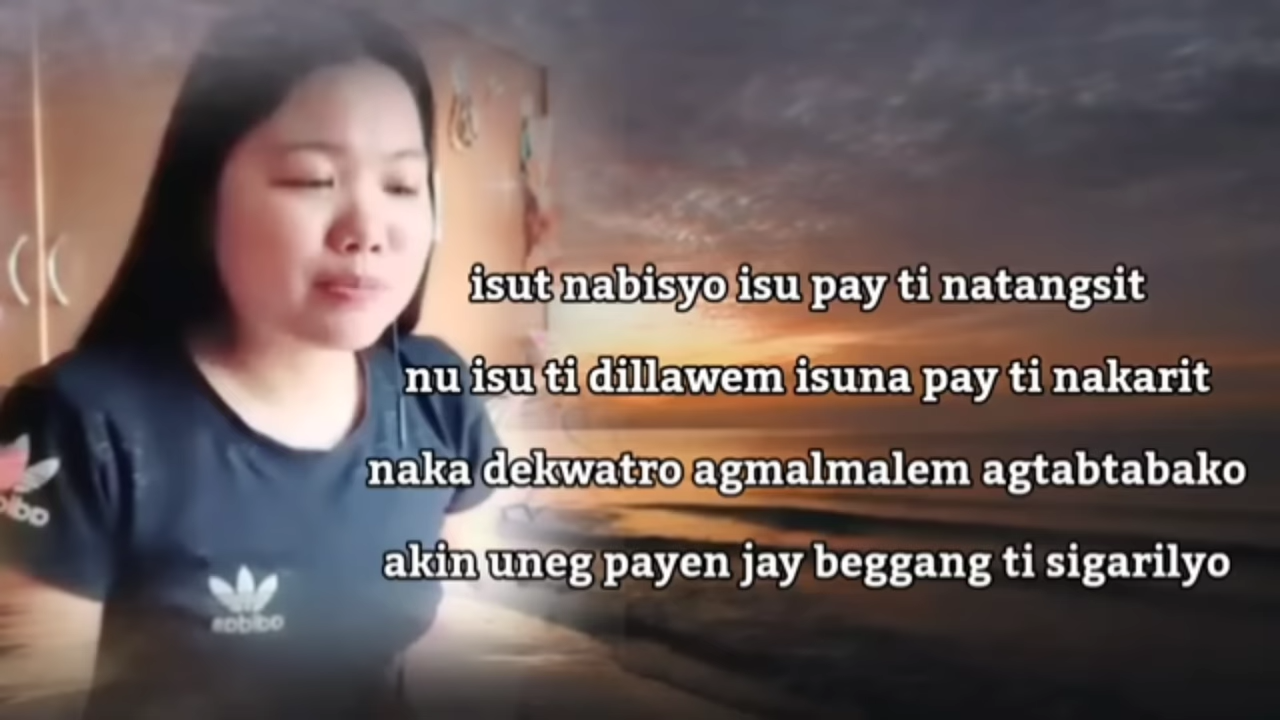 isut nabisyo isu pay ti natangsit
nu isu ti dillawem isuna pay ti nakarit
naka dekwatro agmalmalem agtabtabako
akin uneg payen jay beggang ti sigarilyo